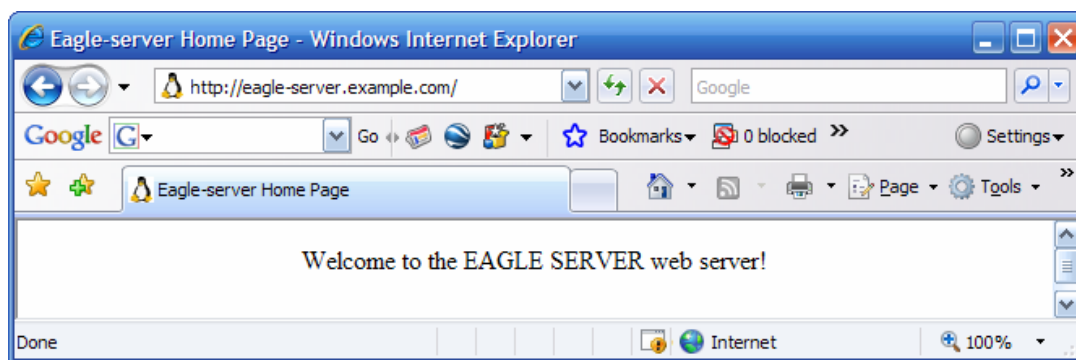 Eagle-server Home Page - Windows Internet Explorer
http://eagle-server.example.com/ Google
Google G Go Bookmarks 0 blocked » Settings
Eagle-server Home Page Page Tools »
Welcome to the EAGLE SERVER web server!
Done Internet 100%